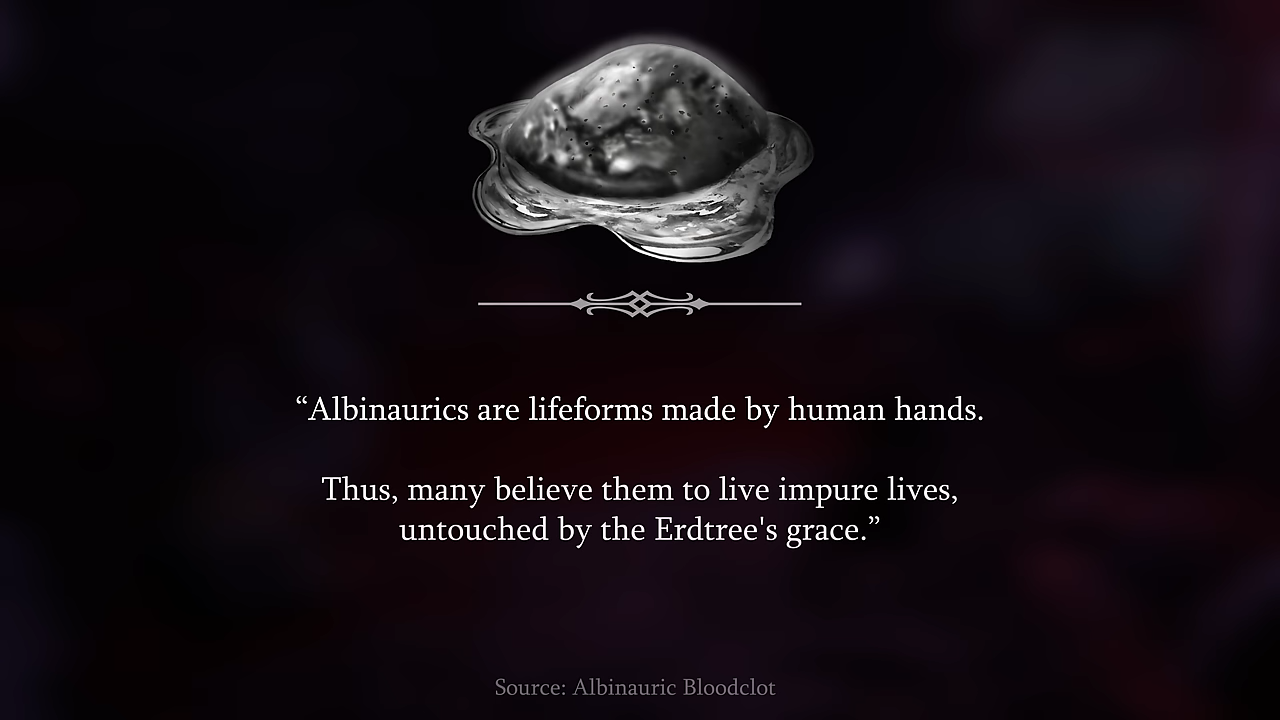 “Albinaurics are lifeforms made by human hands.
Thus, many believe them to live impure lives,
untouched by the Erdtree's grace.”
Source: Albinauric Bloodclot